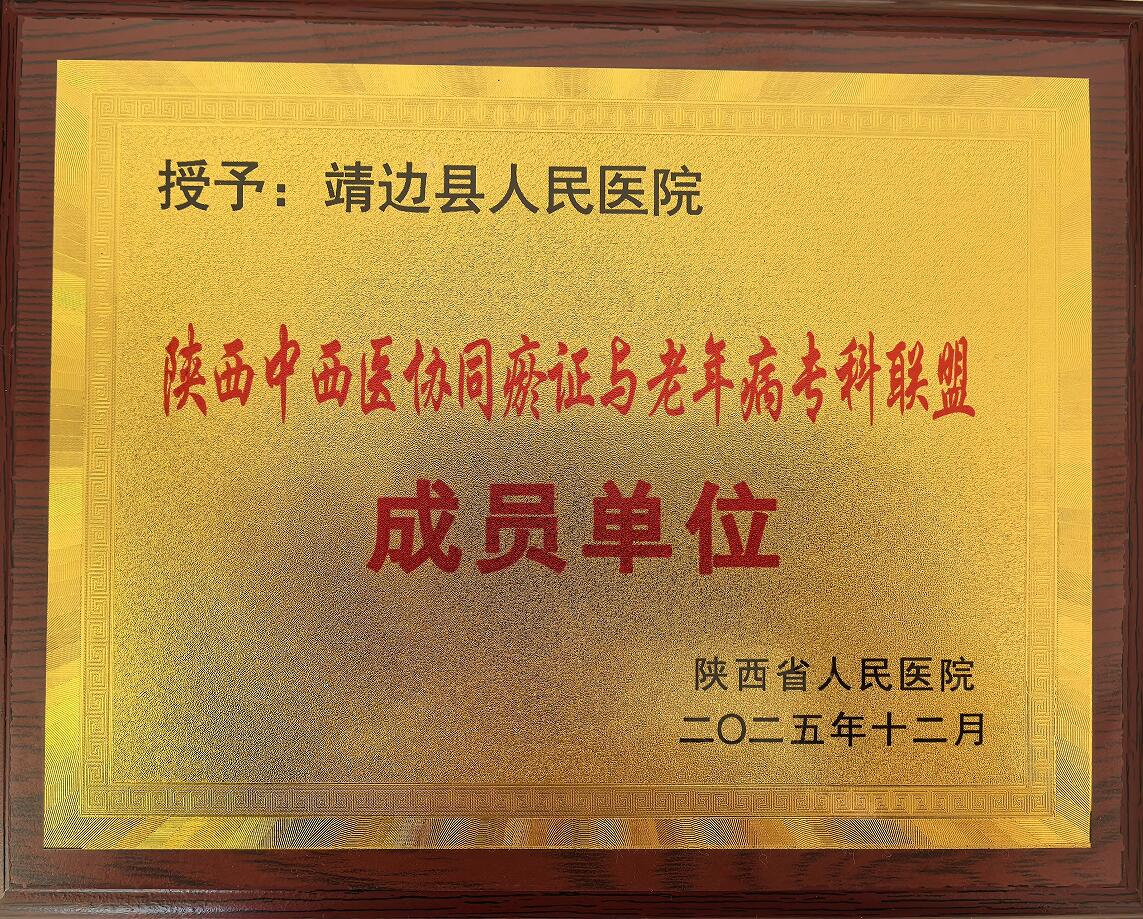 授予：靖边县人民医院
陕西中西医协同瘀证与老年病专科联盟
成员单位
陕西省人民医院
二〇二五年十二月